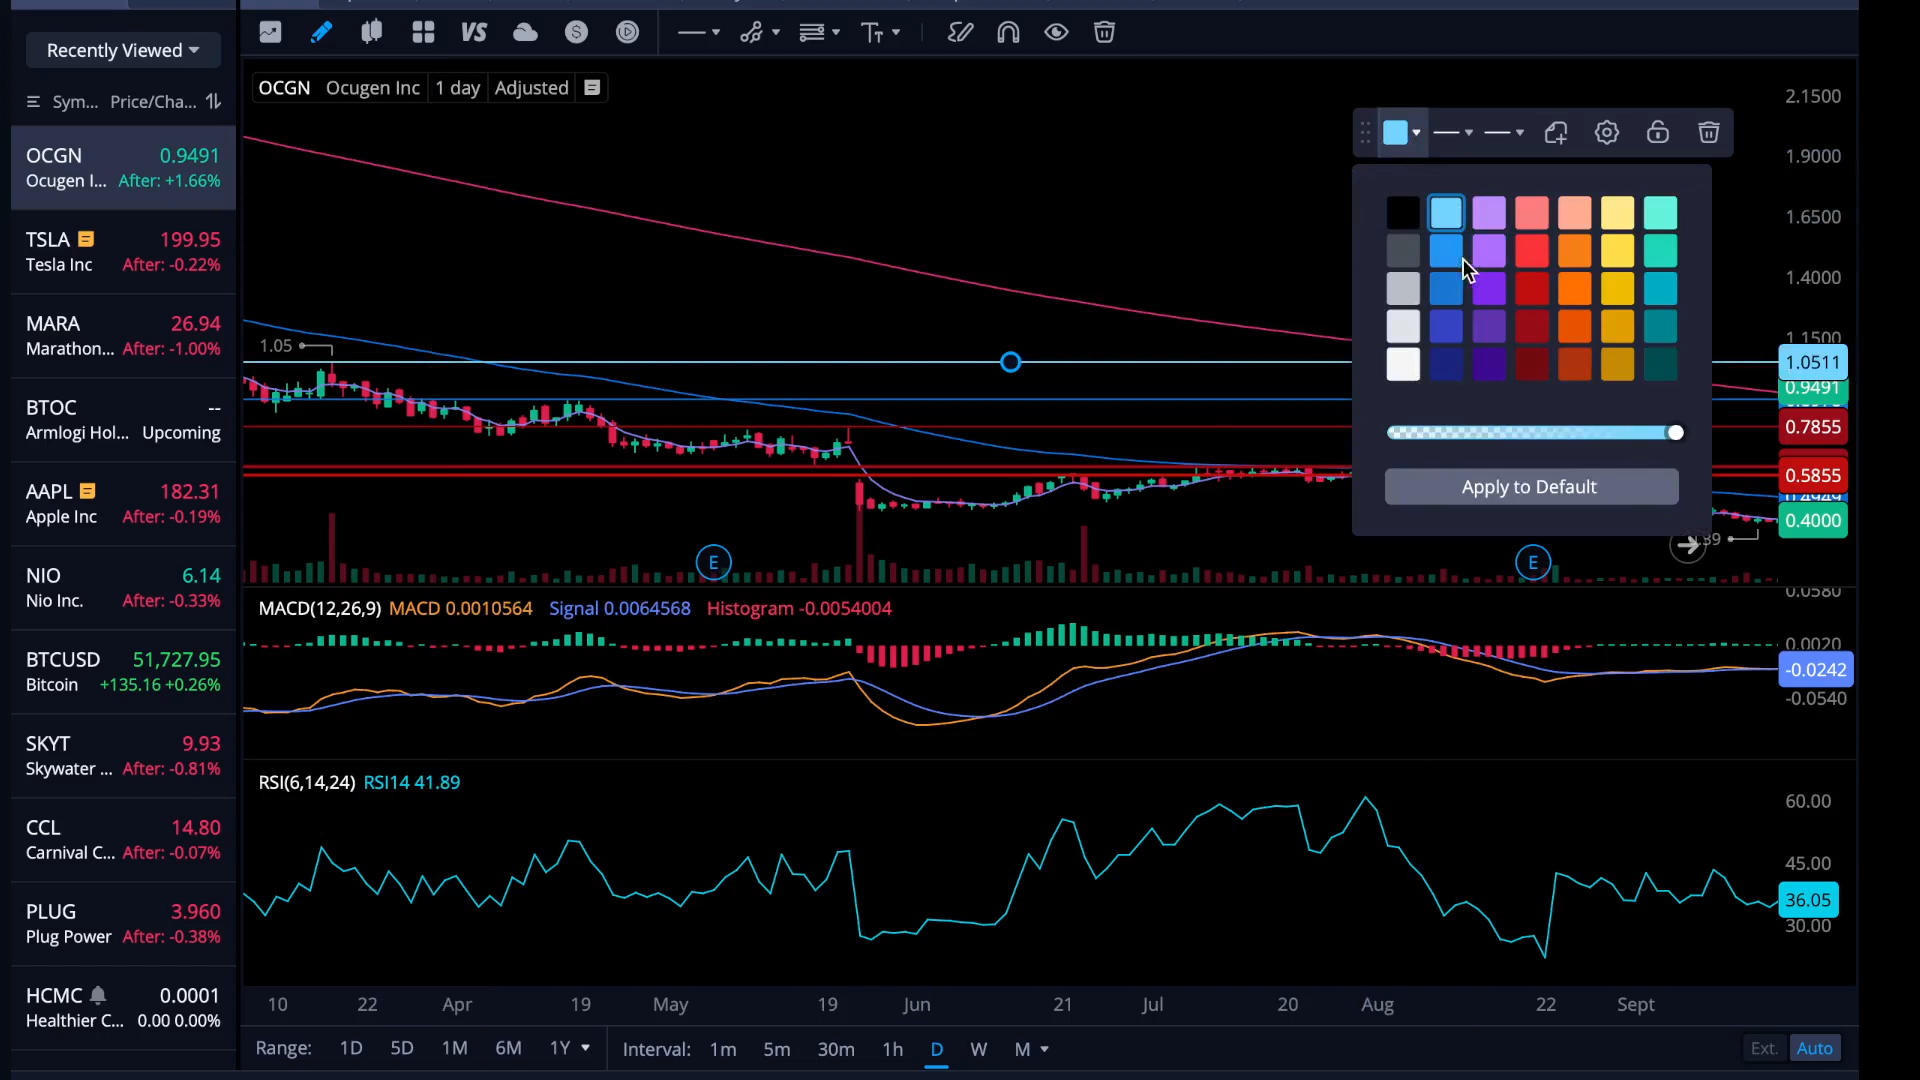 Recently Viewed
Sym... Price/Cha...
OCGN 0.9491
Ocugen I... After: +1.66%
TSLA 199.95
Tesla Inc After: -0.22%
MARA 26.94
Marathon... After: -1.00%
BTOC --
Armlogi Hol... Upcoming
AAPL 182.31
Apple Inc After: -0.19%
NIO 6.14
Nio Inc. After: -0.33%
BTCUSD 51,727.95
Bitcoin +135.16 +0.26%
SKYT 9.93
Skywater ... After: -0.81%
CCL 14.80
Carnival C... After: -0.07%
PLUG 3.960
Plug Power After: -0.38%
HCMC 0.0001
Healthier C... 0.00 0.00%
VS
OCGN Ocugen Inc 1 day Adjusted
2.1500
1.9000
1.6500
1.4000
1.1500
1.05
1.0511
0.9491
0.7855
0.5855
0.4000
Apply to Default
E E
MACD(12,26,9) MACD 0.0010564 Signal 0.0064568 Histogram -0.0054004
0.0580
0.0020
-0.0242
-0.0540
RSI(6,14,24) RSI14 41.89
60.00
45.00
36.05
30.00
10 22 Apr 19 May 19 Jun 21 Jul 20 Aug 22 Sept
Range: 1D 5D 1M 6M 1Y Interval: 1m 5m 30m 1h D W M Ext. Auto